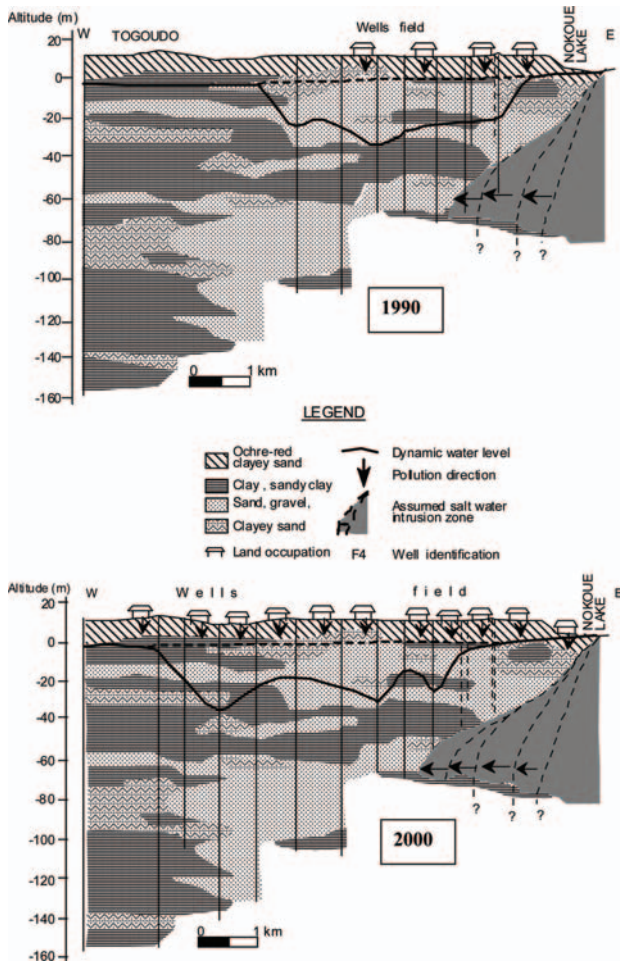 Altitude (m)
W TOGOUDO
Wells field
NOKOUE
LAKE
E
20
0
-20
-40
-60
-80
-100
-120
-140
-160
? ? ?
1990
0 1 km
LEGEND
Ochre-red
clayey sand
Clay , sandy clay
Sand, gravel,
Clayey sand
Land occupation
Dynamic water level
Pollution direction
Assumed salt water
intrusion zone
F4 Well identification
Altitude (m)
W Wells field
NOKOUE
LAKE
E
20
0
-20
-40
-60
-80
-100
-120
-140
-160
? ? ?
2000
0 1 km